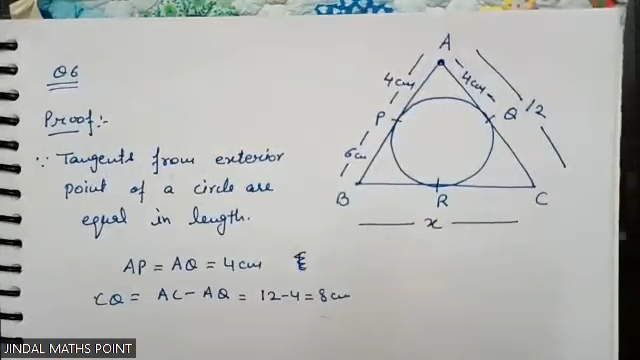 Q6
Proof:-
∵ Tangents from exterior
point of a circle are
equal in length.
AP = AQ = 4cm
CQ = AC - AQ = 12-4 = 8cm
A
4cm
4cm
12
P
Q
6cm
B
R
C
x
JINDAL MATHS POINT